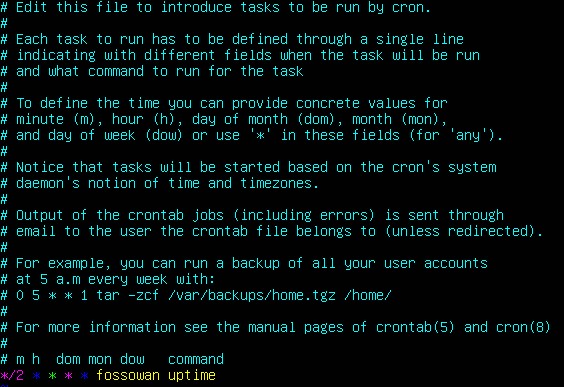 # Edit this file to introduce tasks to be run by cron.
#
# Each task to run has to be defined through a single line
# indicating with different fields when the task will be run
# and what command to run for the task
#
# To define the time you can provide concrete values for
# minute (m), hour (h), day of month (dom), month (mon),
# and day of week (dow) or use '*' in these fields (for 'any').
#
# Notice that tasks will be started based on the cron's system
# daemon's notion of time and timezones.
#
# Output of the crontab jobs (including errors) is sent through
# email to the user the crontab file belongs to (unless redirected).
#
# For example, you can run a backup of all your user accounts
# at 5 a.m every week with:
# 0 5 * * 1 tar -zcf /var/backups/home.tgz /home/
#
# For more information see the manual pages of crontab(5) and cron(8)
#
# m h  dom mon dow   command
*/2 * * * * fossowan uptime